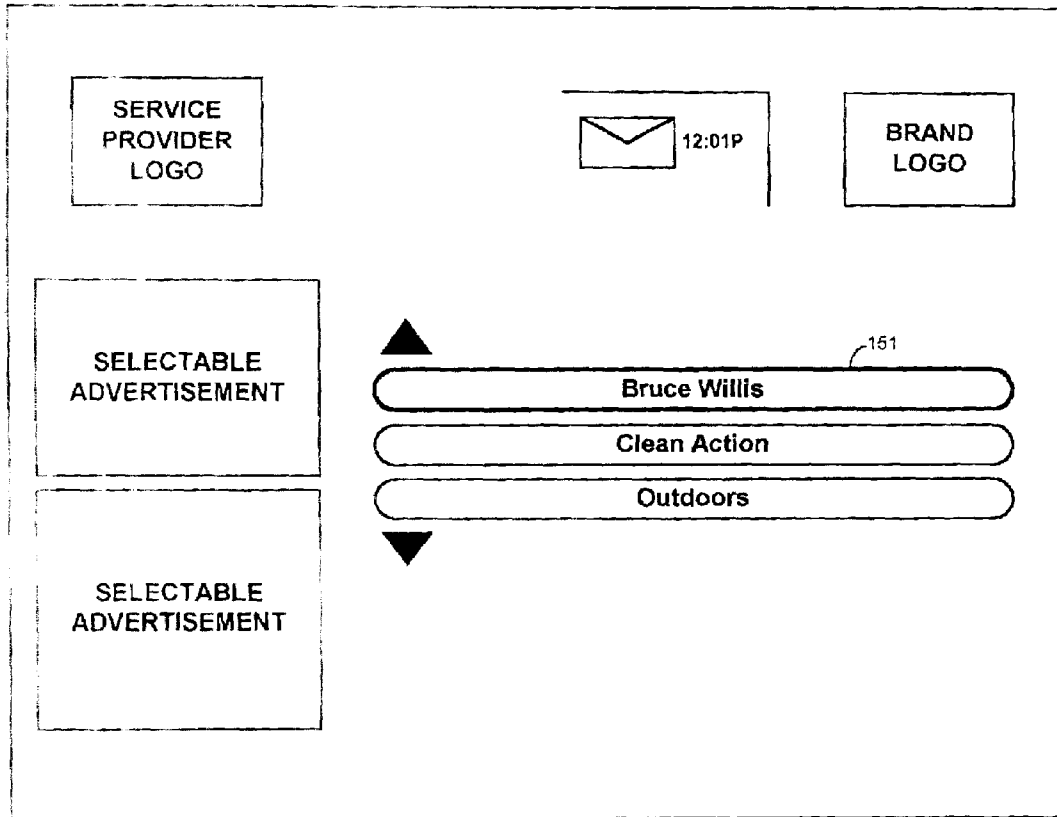 SERVICE
PROVIDER
LOGO
12:01P
BRAND
LOGO
SELECTABLE
ADVERTISEMENT
151
Bruce Willis
Clean Action
Outdoors
SELECTABLE
ADVERTISEMENT